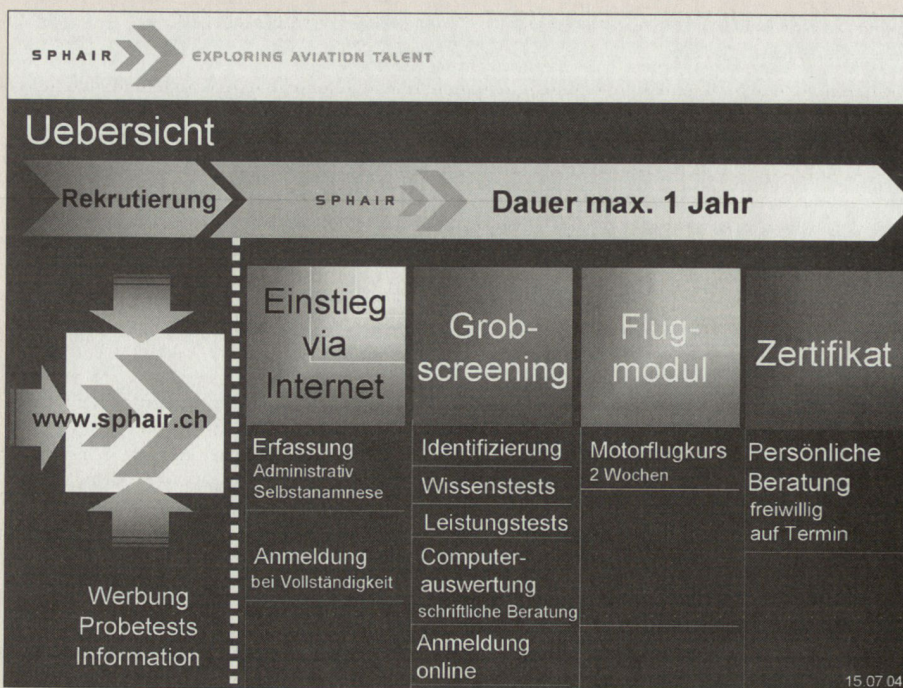 SPHAIR EXPLORING AVIATION TALENT
Uebersicht
Rekrutierung
SPHAIR Dauer max. 1 Jahr
www.sphair.ch
Werbung
Probetests
Information
Einstieg
via
Internet
Erfassung
Administrativ
Selbstanamnese
Anmeldung
bei Vollständigkeit
Grob-
screening
Identifizierung
Wissenstests
Leistungstests
Computer-
auswertung
schriftliche Beratung
Anmeldung
online
Flug-
modul
Motorflugkurs
2 Wochen
Zertifikat
Persönliche
Beratung
freiwillig
auf Termin
15 07 04